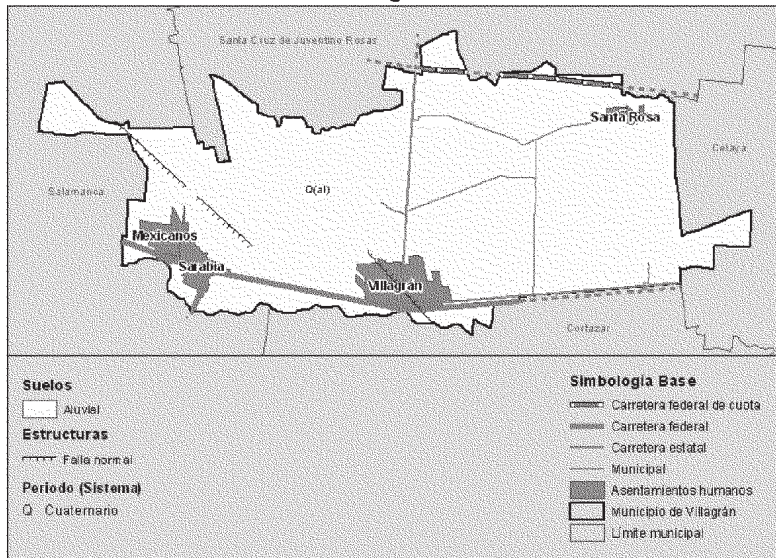 Santa Cruz de Juventino Rosas
Santa Rosa
Celaya
Salamanca
Q(al)
Mexicanos
Sarabia
Villagrán
Cortazar
Suelos
Aluvial
Estructuras
Falla normal
Periodo (Sistema)
Q Cuaternario
Simbología Base
Carretera federal de cuota
Carretera federal
Carretera estatal
Municipal
Asentamientos humanos
Municipio de Villagrán
Límite municipal